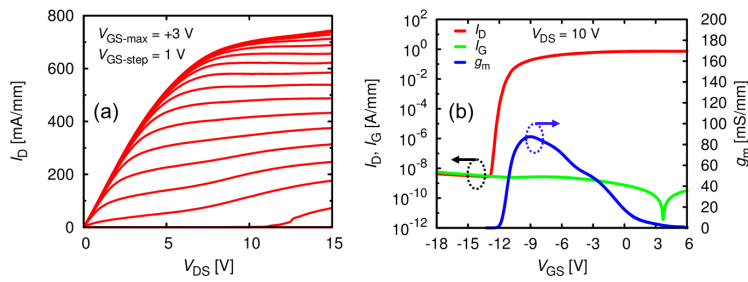 800
600
400
200
0
I_D [mA/mm]
V_GS-max = +3 V
V_GS-step = 1 V
(a)
0 5 10 15
V_DS [V]
10^2
10^0
10^-2
10^-4
10^-6
10^-8
10^-10
10^-12
I_D, I_G [A/mm]
I_D
I_G
g_m
V_DS = 10 V
(b)
200
180
160
140
120
100
80
60
40
20
0
g_m [mS/mm]
-18 -15 -12 -9 -6 -3 0 3 6
V_GS [V]